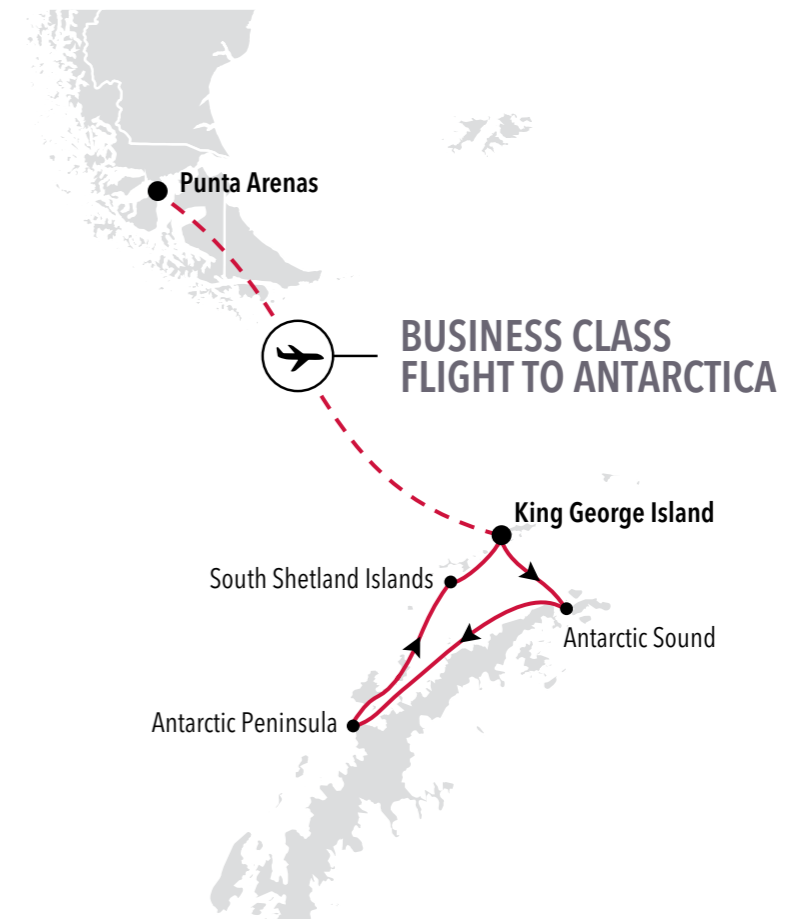 Punta Arenas
BUSINESS CLASS
FLIGHT TO ANTARCTICA
King George Island
South Shetland Islands
Antarctic Sound
Antarctic Peninsula